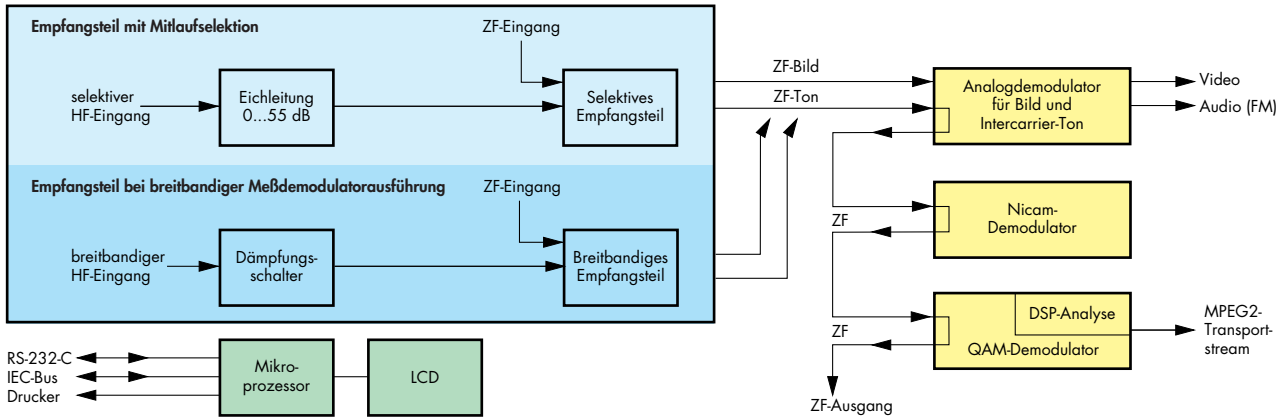 Empfangsteil mit Mitlaufselektion
ZF-Eingang
selektiver
HF-Eingang
Eichleitung
0...55 dB
Selektives
Empfangsteil
Empfangsteil bei breitbandiger Meßdemodulatorausführung
ZF-Eingang
breitbandiger
HF-Eingang
Dämpfungs-
schalter
Breitbandiges
Empfangsteil
ZF-Bild
ZF-Ton
Analogdemodulator
für Bild und
Intercarrier-Ton
Video
Audio (FM)
Nicam-
Demodulator
ZF
DSP-Analyse
QAM-Demodulator
ZF
MPEG2-
Transport-
stream
ZF-Ausgang
RS-232-C
IEC-Bus
Drucker
Mikro-
prozessor
LCD